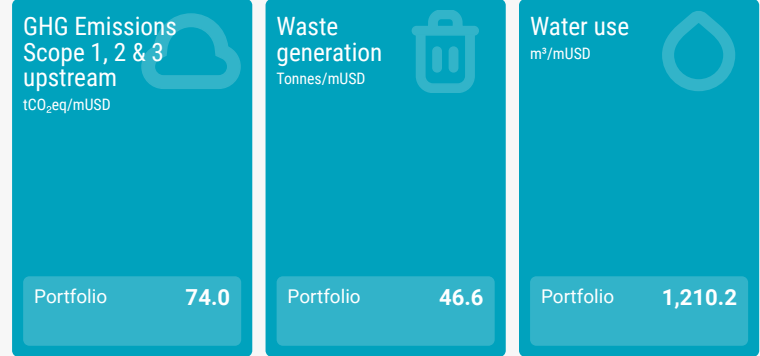 GHG Emissions
Scope 1, 2 & 3
upstream
tCO₂eq/mUSD
Portfolio 74.0
Waste
generation
Tonnes/mUSD
Portfolio 46.6
Water use
m³/mUSD
Portfolio 1,210.2